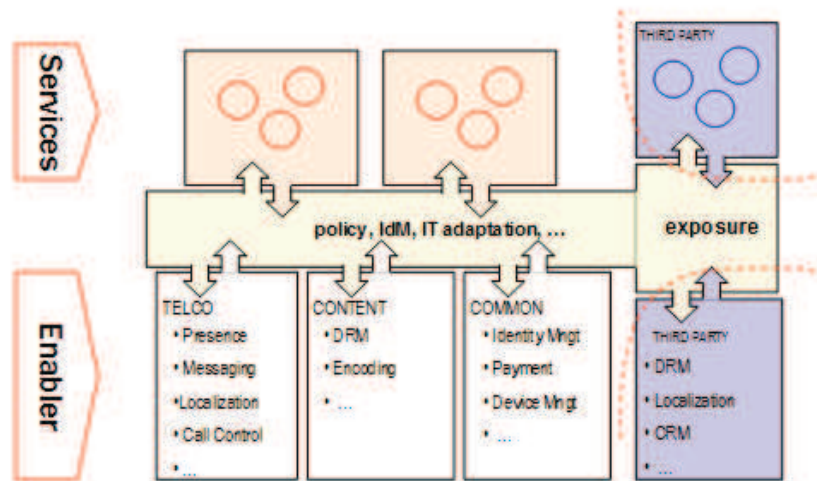 Services
THIRD PARTY
policy, IdM, IT adaptation, ...
exposure
Enabler
TELCO
• Presence
• Messaging
• Localization
• Call Control
• ...
CONTENT
• DRM
• Encoding
• ...
COMMON
• Identity Mngt
• Payment
• Device Mngt
• ...
THIRD PARTY
• DRM
• Localization
• CRM
• ...